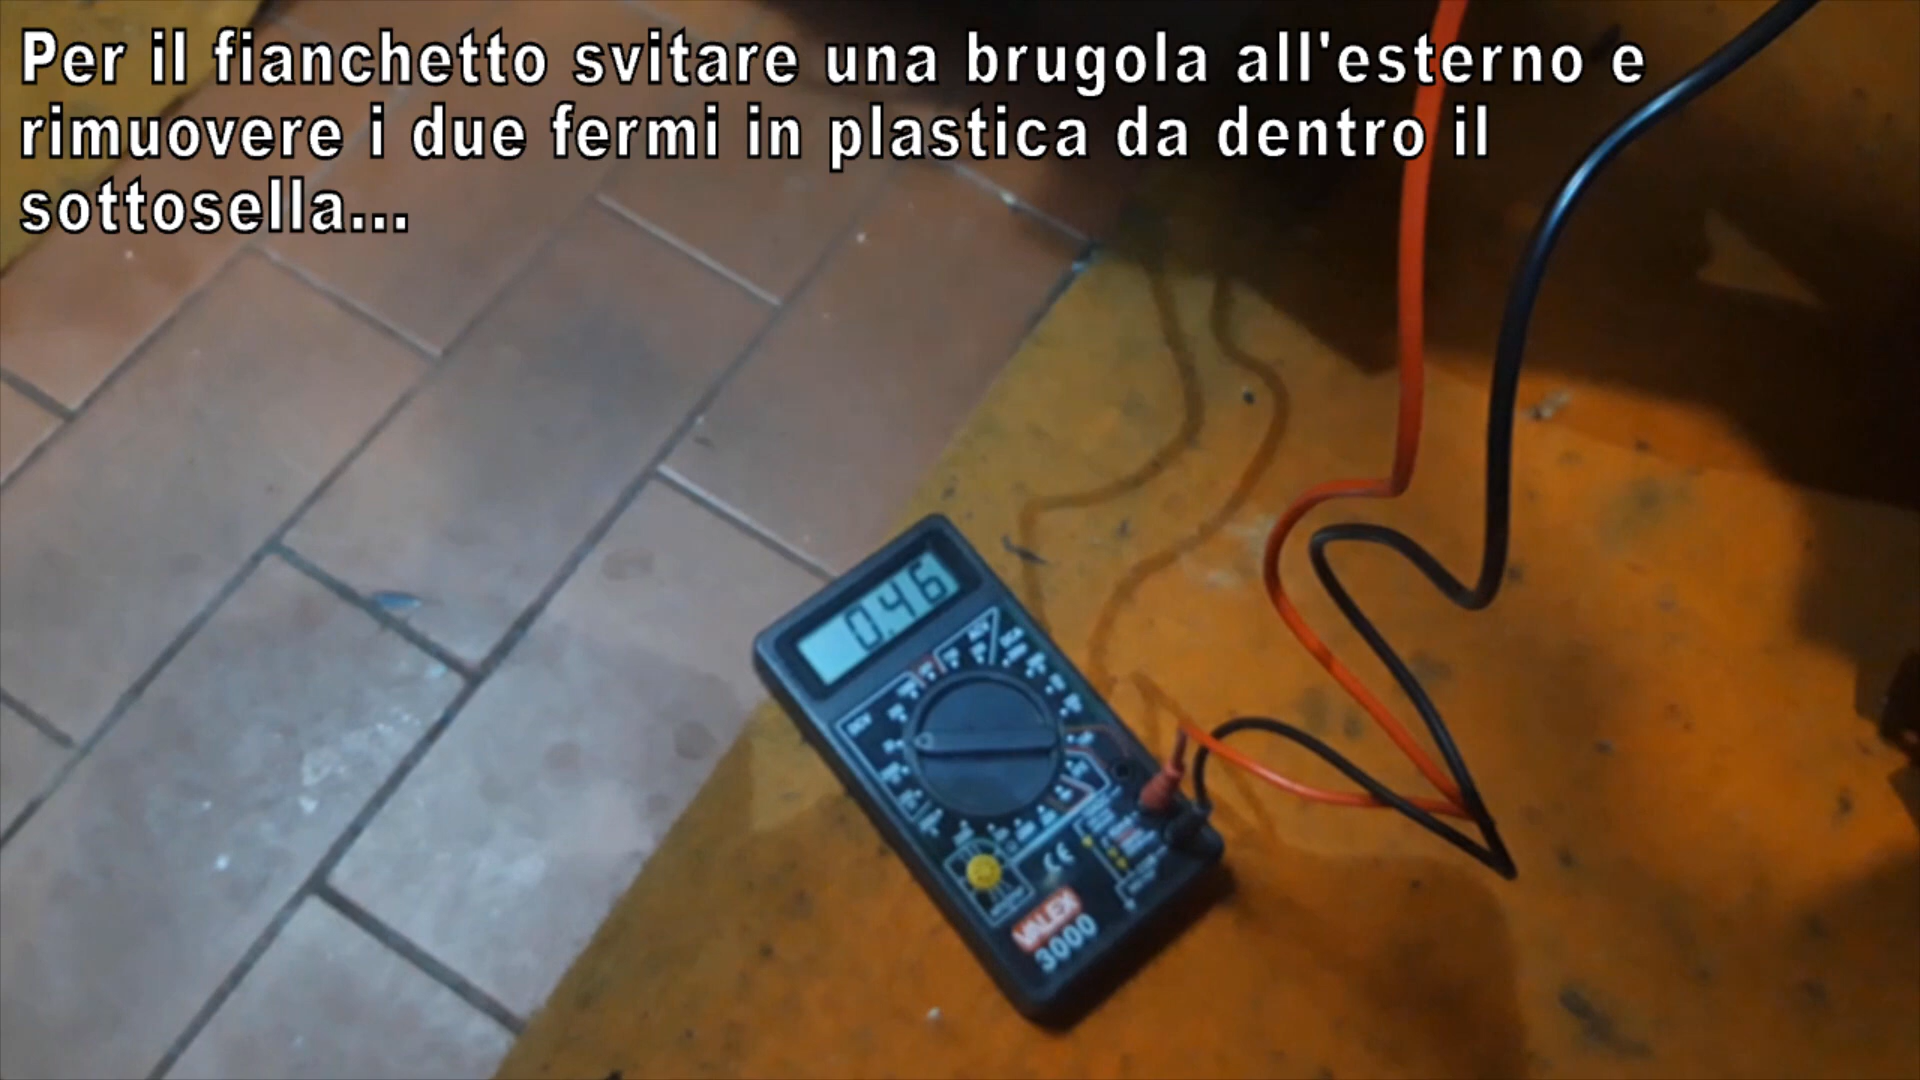 Per il fianchetto svitare una brugola all'esterno e
rimuovere i due fermi in plastica da dentro il
sottosella...
0.46
CE
VALEX
3000